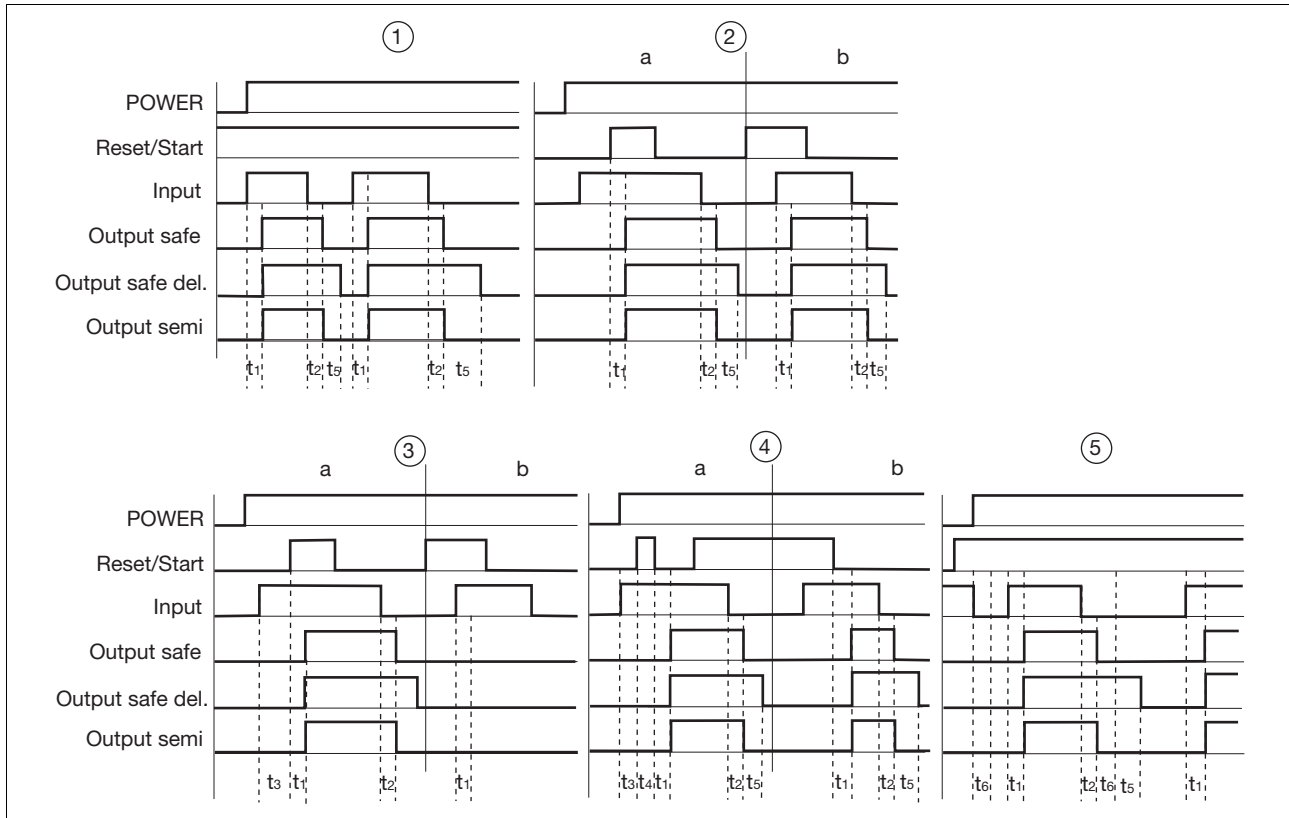 1
2
a
b
POWER
Reset/Start
Input
Output safe
Output safe del.
Output semi
t1 t2 t5 t1 t2 t5
t1 t2 t5 t1 t2 t5
3
4
5
a
b
a
b
POWER
Reset/Start
Input
Output safe
Output safe del.
Output semi
t3 t1 t2 t1
t3 t4 t1 t2 t5 t1 t2 t5
t6 t1 t2 t6 t5 t1